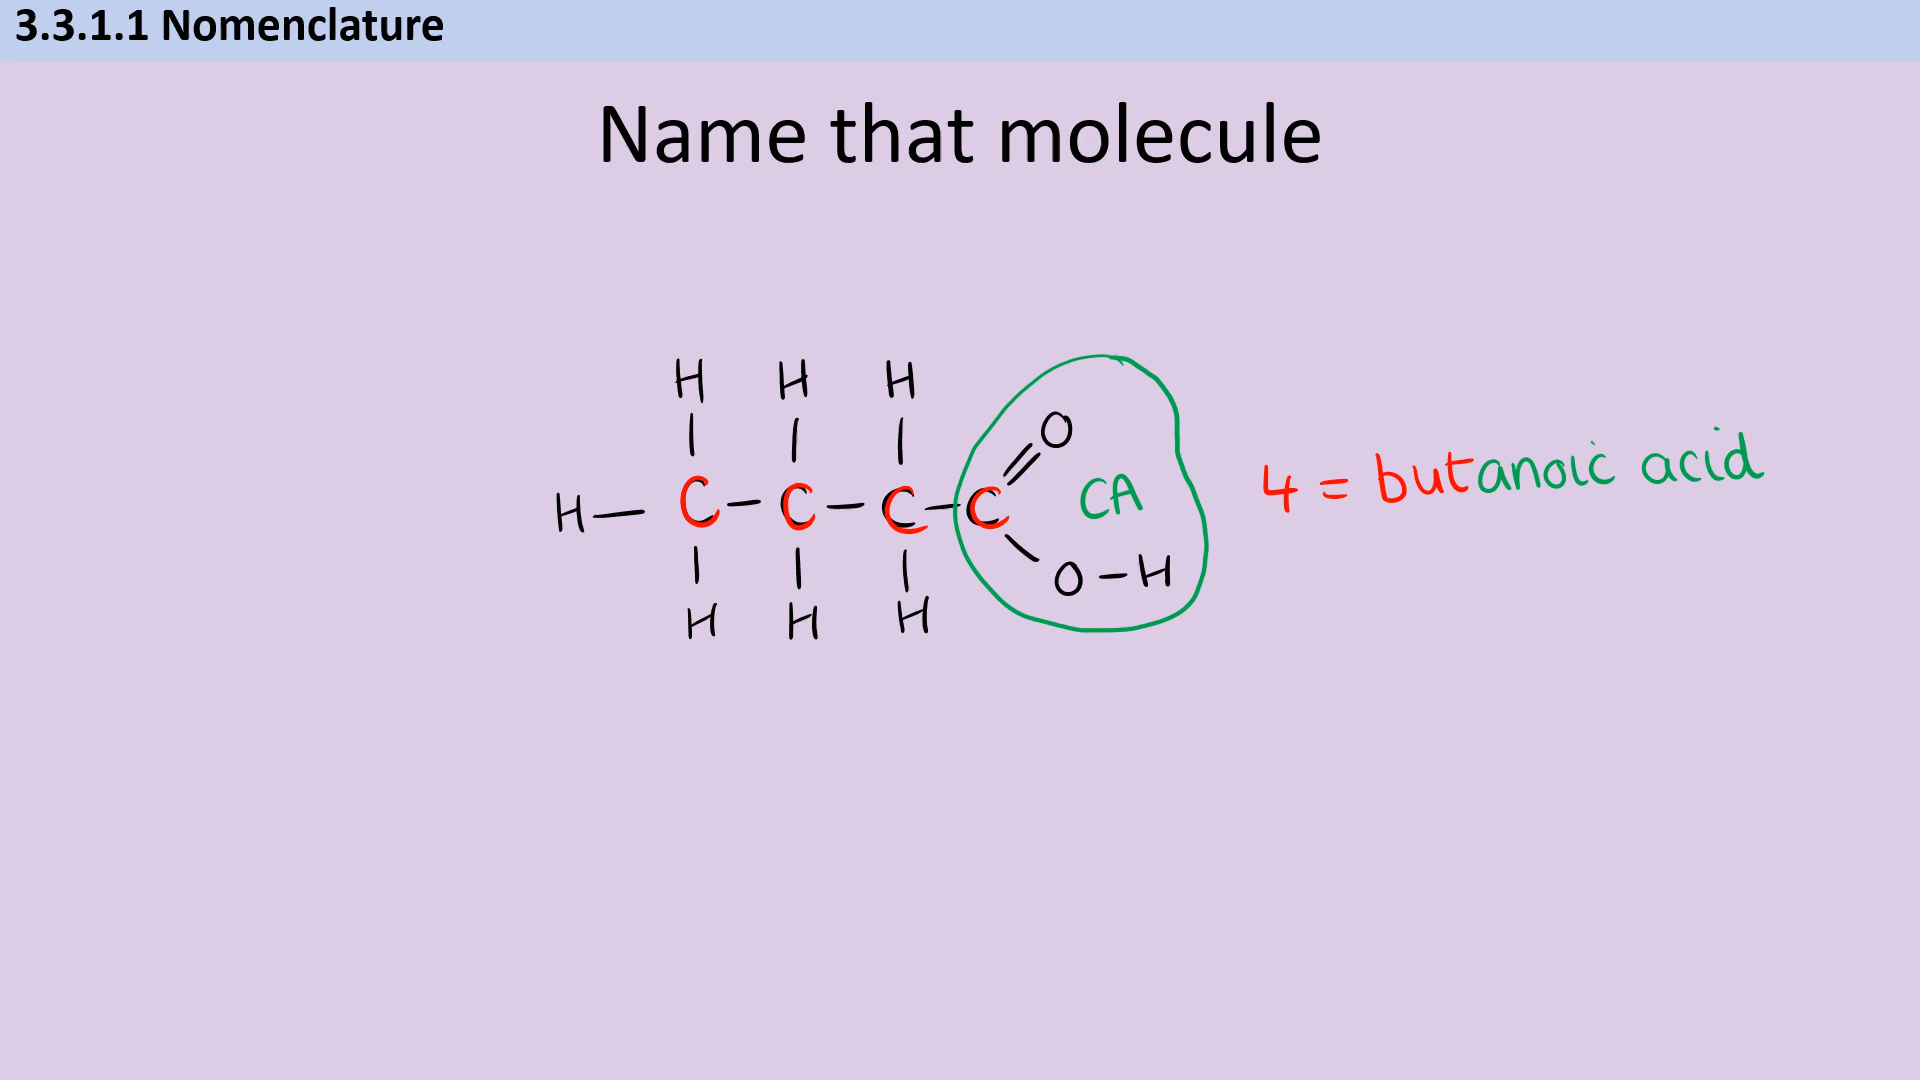 3.3.1.1 Nomenclature
Name that molecule
H H H
O
H — C — C — C — C CA
O — H
H H H
4 = butanoic acid